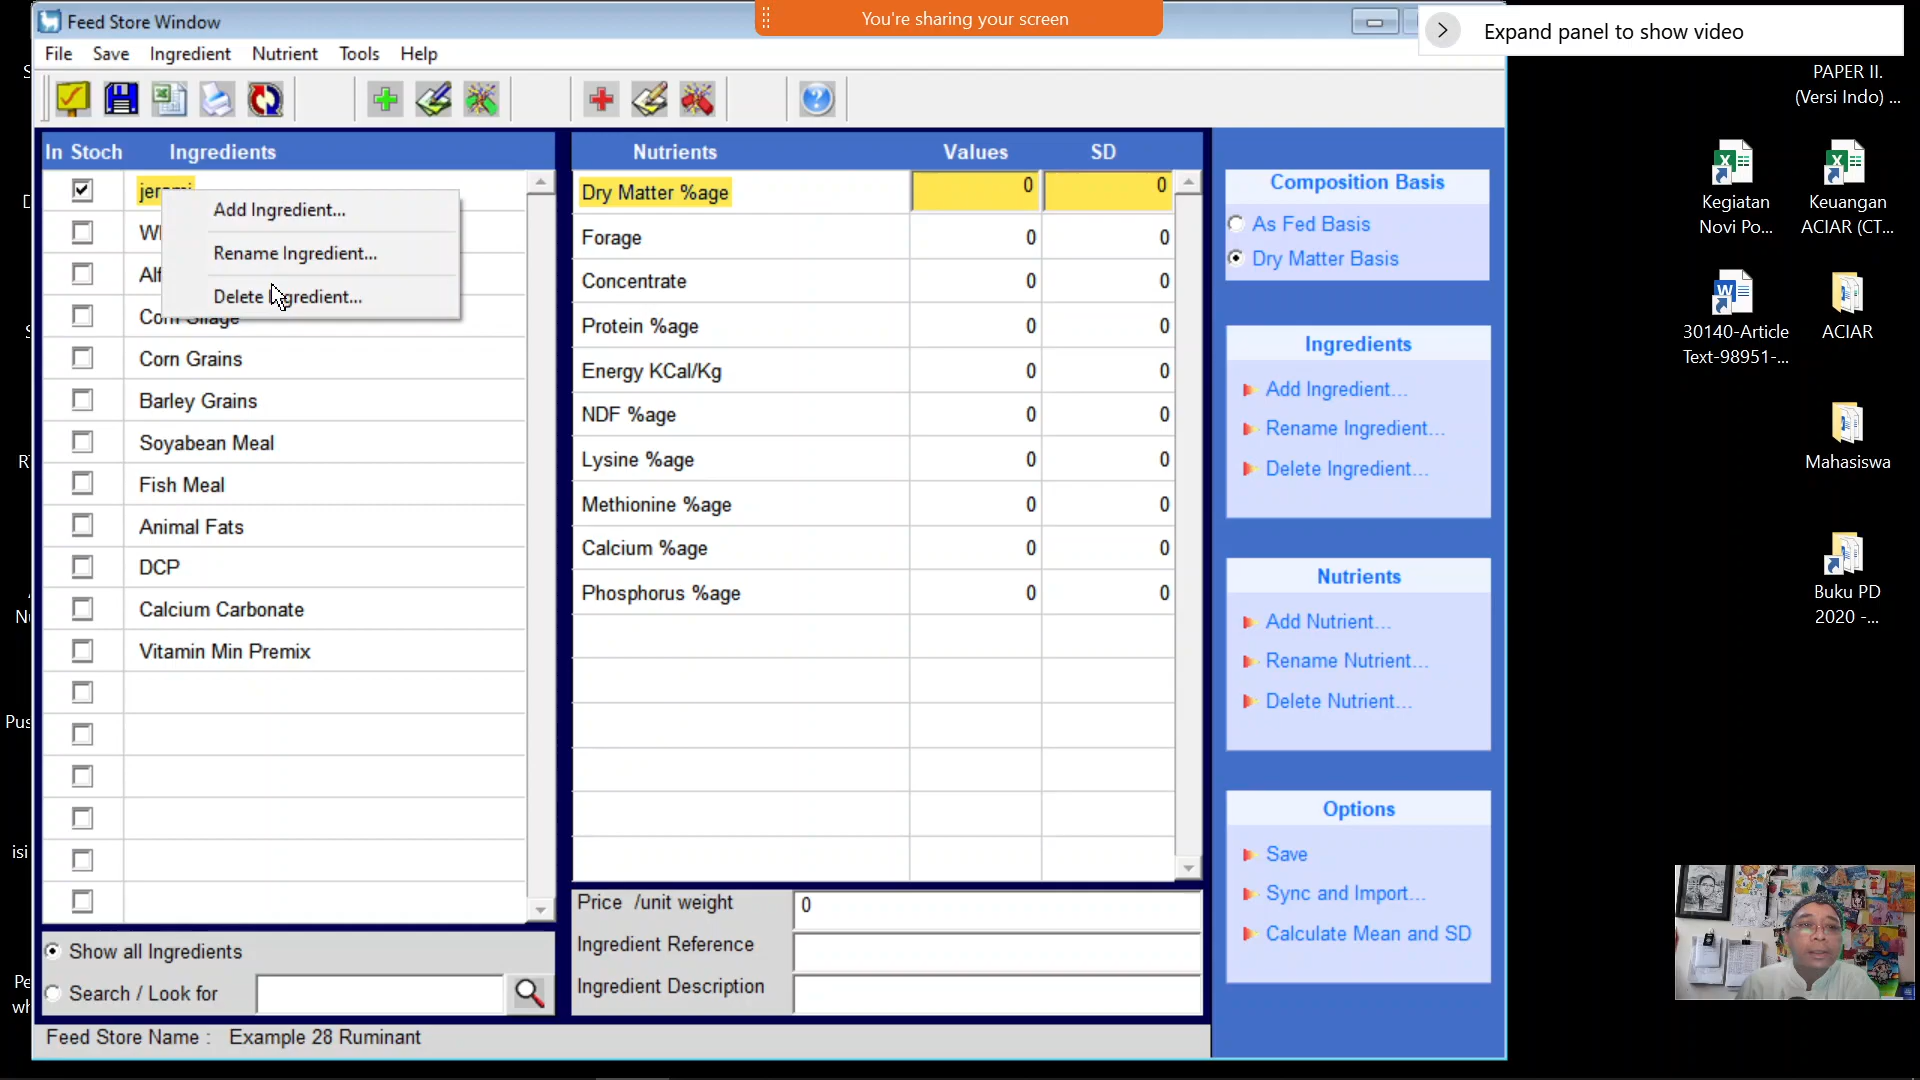 Feed Store Window
You're sharing your screen
Expand panel to show video
File Save Ingredient Nutrient Tools Help
In Stoch Ingredients
Add Ingredient...
Rename Ingredient...
Delete Ingredient...
Corn Silage
Corn Grains
Barley Grains
Soyabean Meal
Fish Meal
Animal Fats
DCP
Calcium Carbonate
Vitamin Min Premix
Show all Ingredients
Search / Look for
Feed Store Name : Example 28 Ruminant
Nutrients Values SD
Dry Matter %age 0 0
Forage 0 0
Concentrate 0 0
Protein %age 0 0
Energy KCal/Kg 0 0
NDF %age 0 0
Lysine %age 0 0
Methionine %age 0 0
Calcium %age 0 0
Phosphorus %age 0 0
Price /unit weight 0
Ingredient Reference
Ingredient Description
Composition Basis
As Fed Basis
Dry Matter Basis
Ingredients
Add Ingredient...
Rename Ingredient...
Delete Ingredient...
Nutrients
Add Nutrient...
Rename Nutrient...
Delete Nutrient...
Options
Save
Sync and Import...
Calculate Mean and SD
PAPER II.
(Versi Indo) ...
Kegiatan
Novi Po...
Keuangan
ACIAR (CT...
30140-Article
Text-98951-...
ACIAR
Mahasiswa
Buku PD
2020 -...